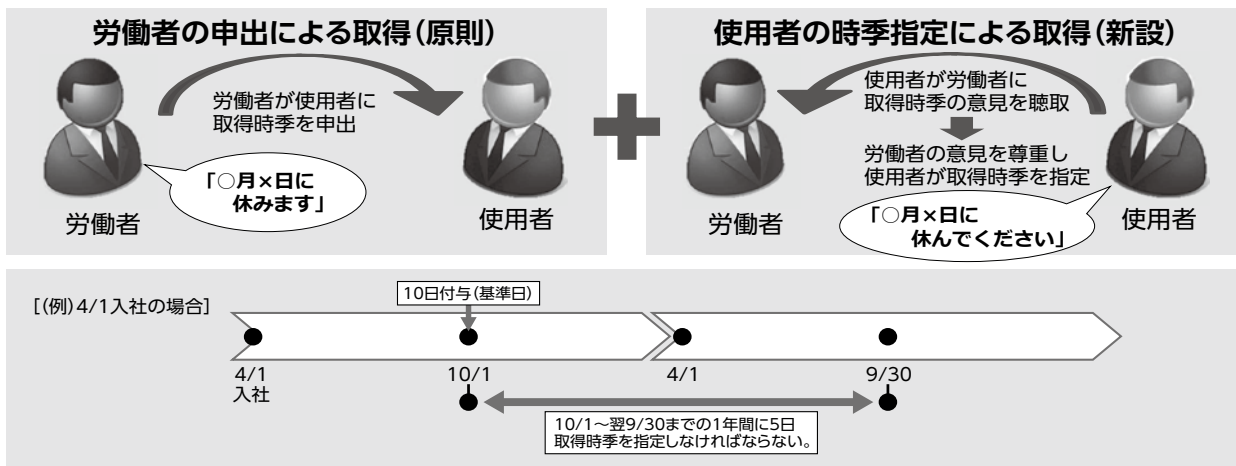 労働者の申出による取得(原則)
労働者が使用者に
取得時季を申出
「○月×日に
休みます」
労働者
使用者
使用者の時季指定による取得(新設)
使用者が労働者に
取得時季の意見を聴取
労働者の意見を尊重し
使用者が取得時季を指定
「○月×日に
休んでください」
労働者
使用者
[(例)4/1入社の場合]
10日付与(基準日)
4/1
入社
10/1
4/1
9/30
10/1～翌9/30までの1年間に5日
取得時季を指定しなければならない。